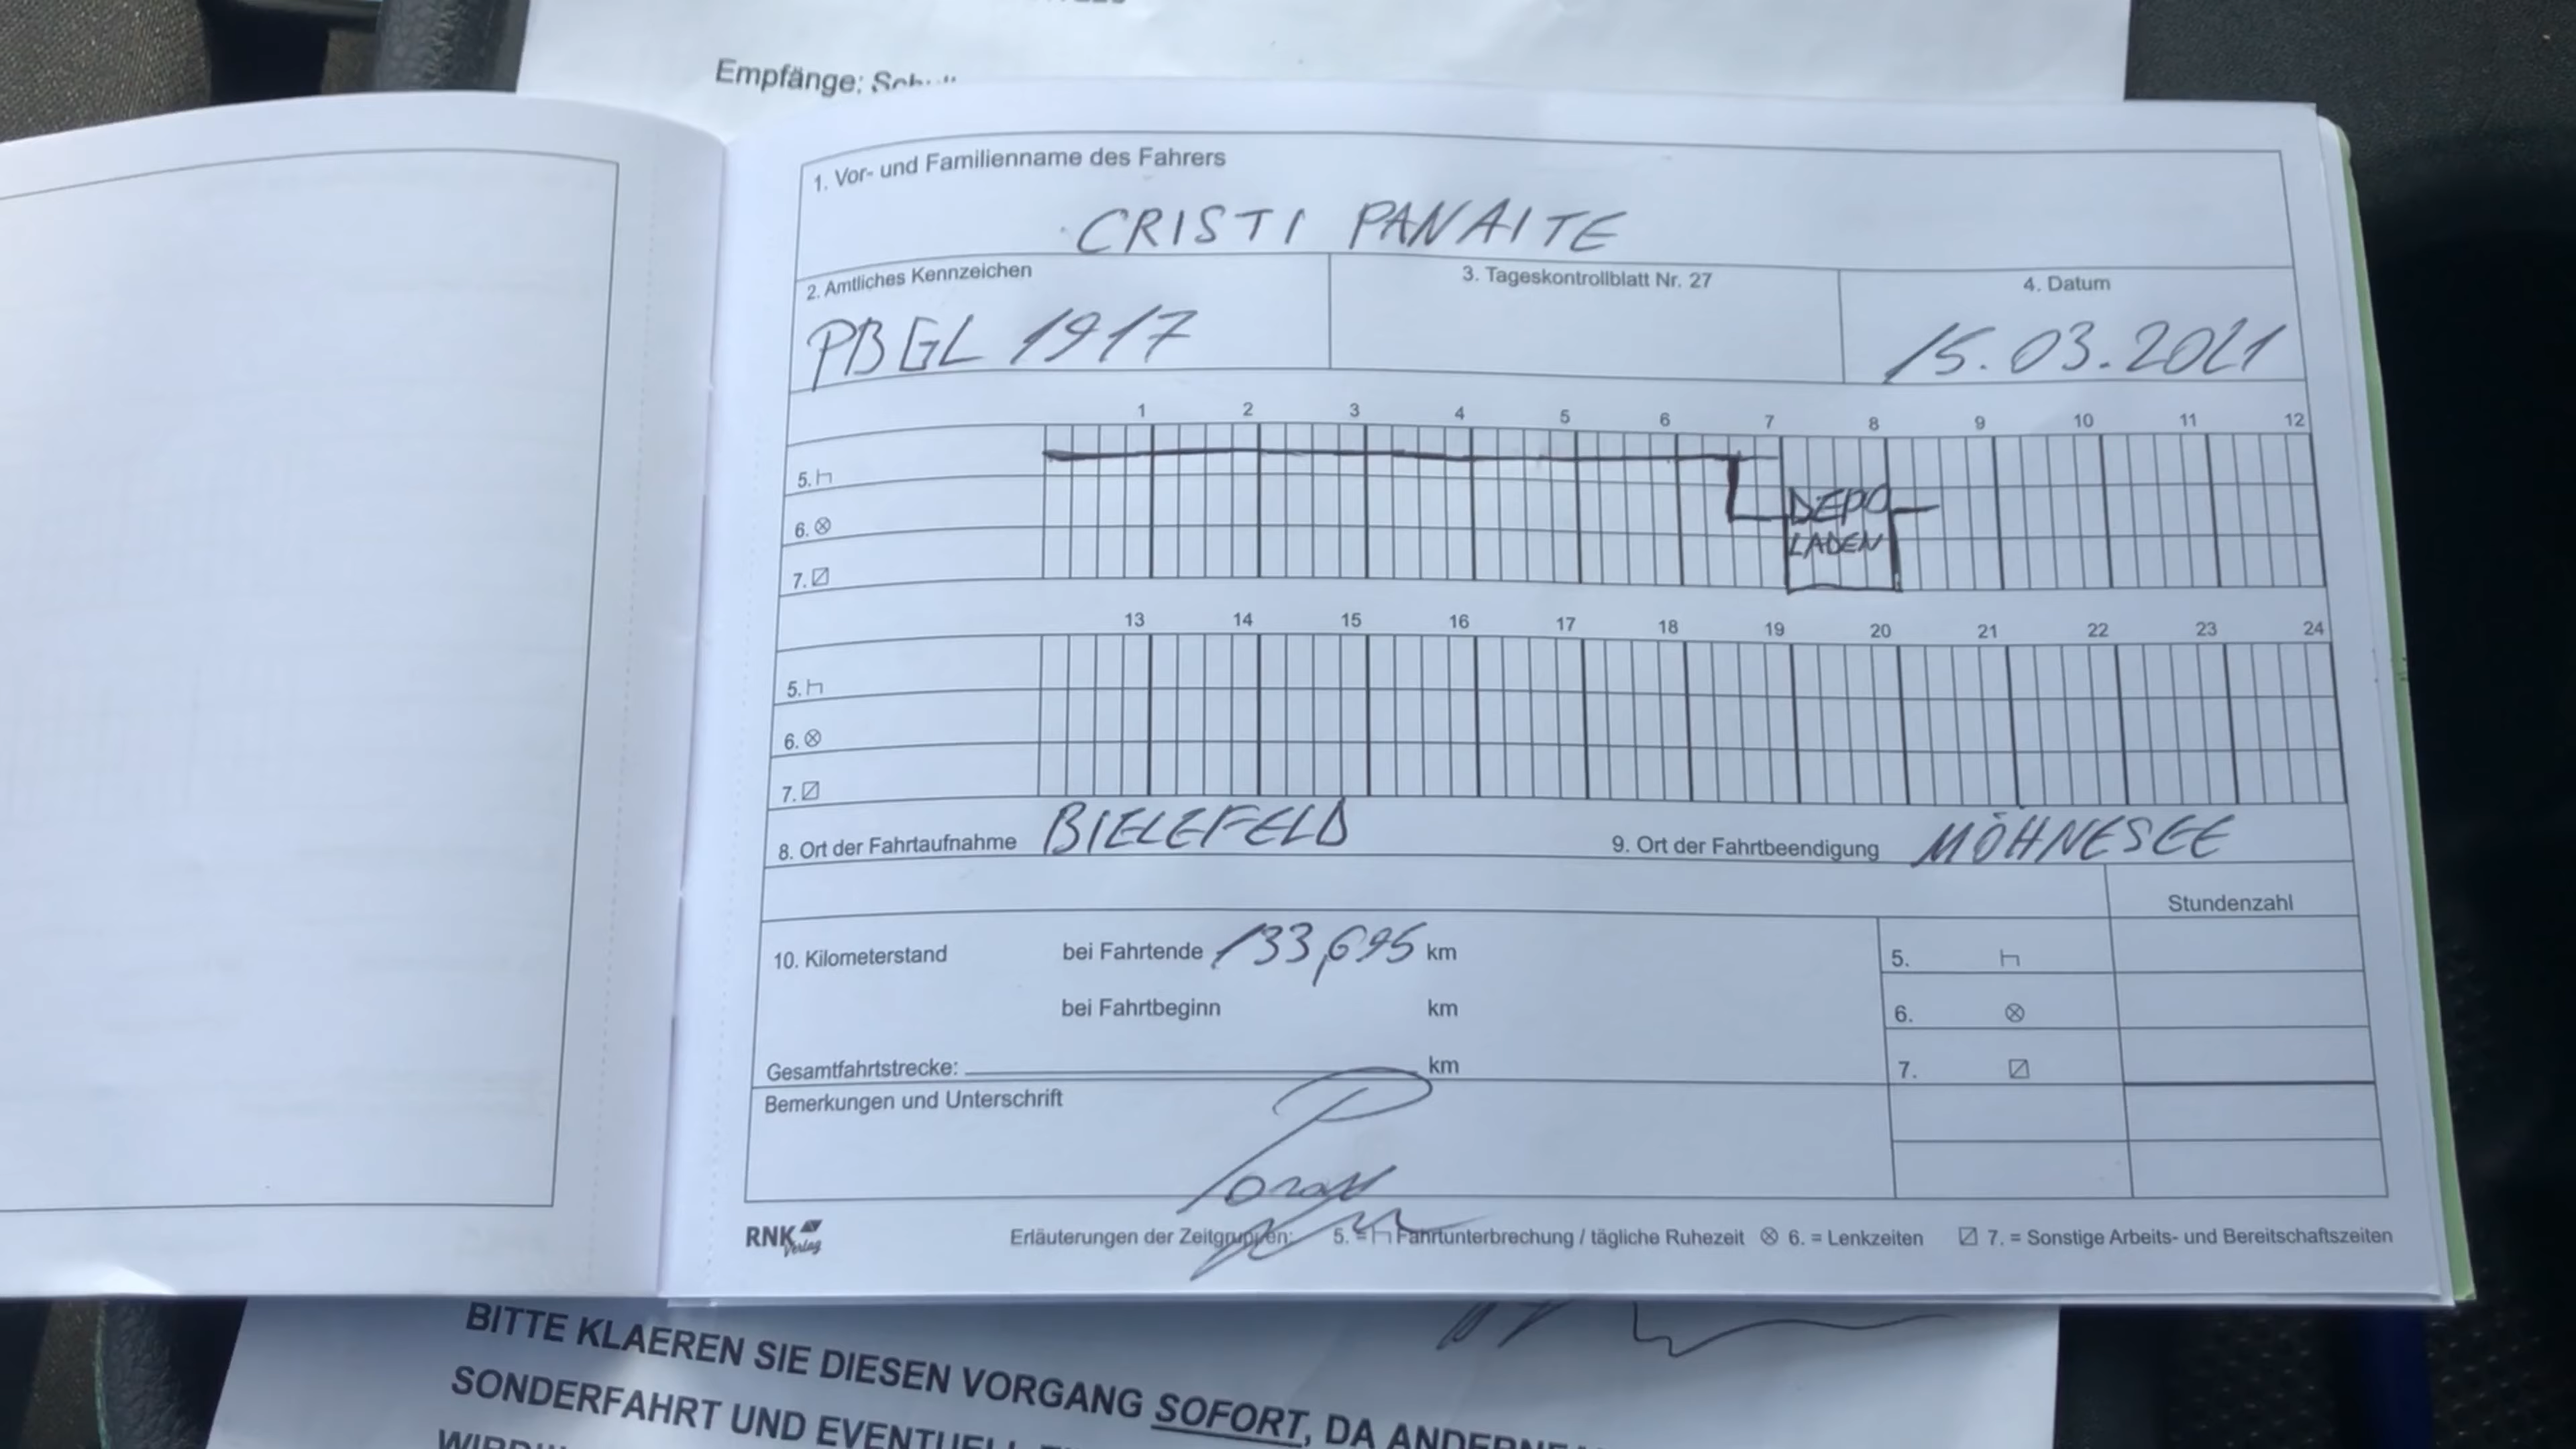 Empfänge:
1. Vor- und Familienname des Fahrers
CRISTI PANAITE
2. Amtliches Kennzeichen
3. Tageskontrollblatt Nr. 27
4. Datum
PBGL 1917
15.03.2021
1 2 3 4 5 6 7 8 9 10 11 12
5.
6. ⊗
7. ⍁
DEPO
LADEN
13 14 15 16 17 18 19 20 21 22 23 24
5.
6. ⊗
7. ⍁
8. Ort der Fahrtaufnahme BIELEFELD
9. Ort der Fahrtbeendigung MÖHNESEE
Stundenzahl
10. Kilometerstand bei Fahrtende 133,695 km
bei Fahrtbeginn km
Gesamtfahrtstrecke: km
5.
6. ⊗
7. ⍁
Bemerkungen und Unterschrift
RNK Verlag
Erläuterungen der Zeitgruppen: 5. = Fahrtunterbrechung / tägliche Ruhezeit ⊗ 6. = Lenkzeiten ⍁ 7. = Sonstige Arbeits- und Bereitschaftszeiten
BITTE KLAEREN SIE DIESEN VORGANG SOFORT, DA
SONDERFAHRT UND